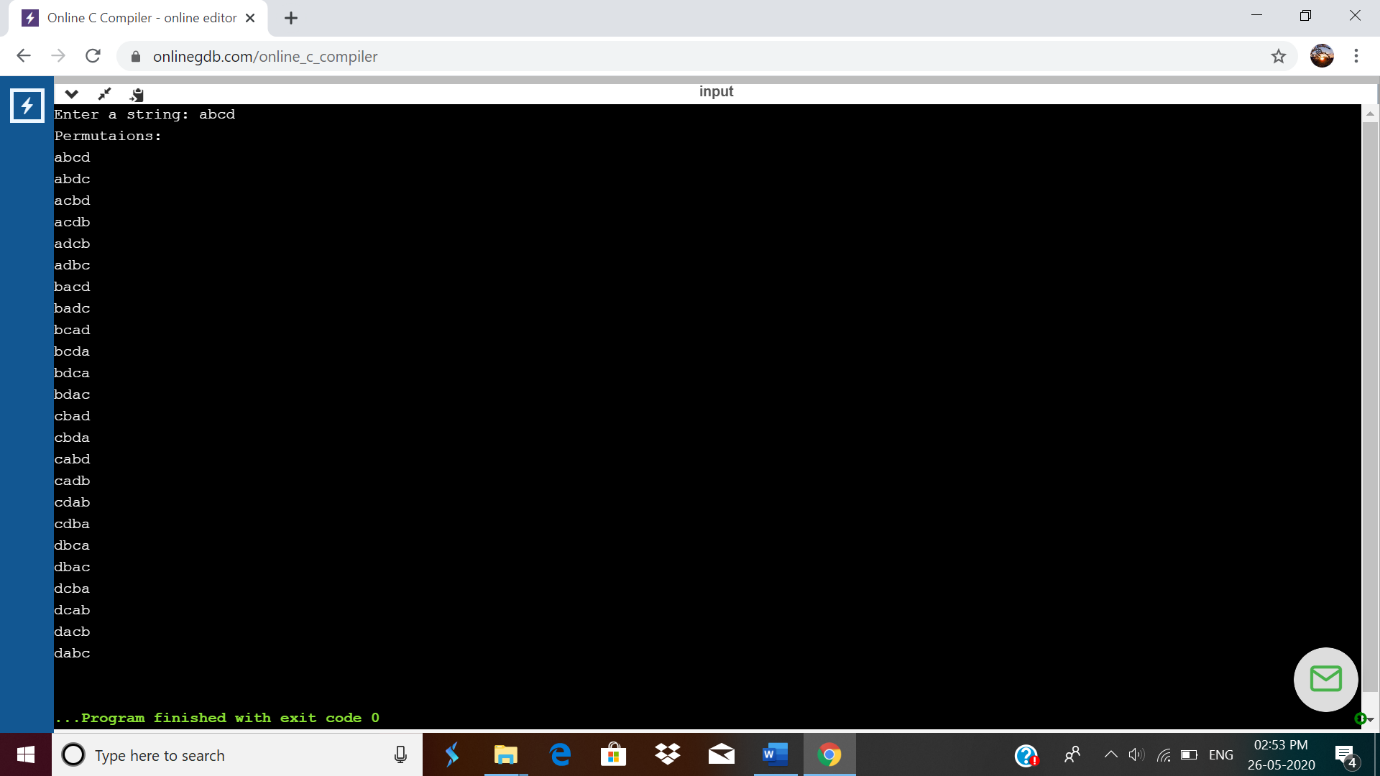 Online C Compiler - online editor
onlinegdb.com/online_c_compiler
input
Enter a string: abcd
Permutaions:
abcd
abdc
acbd
acdb
adcb
adbc
bacd
badc
bcad
bcda
bdca
bdac
cbad
cbda
cabd
cadb
cdab
cdba
dbca
dbac
dcba
dcab
dacb
dabc
...Program finished with exit code 0
Type here to search
ENG
02:53 PM
26-05-2020
4